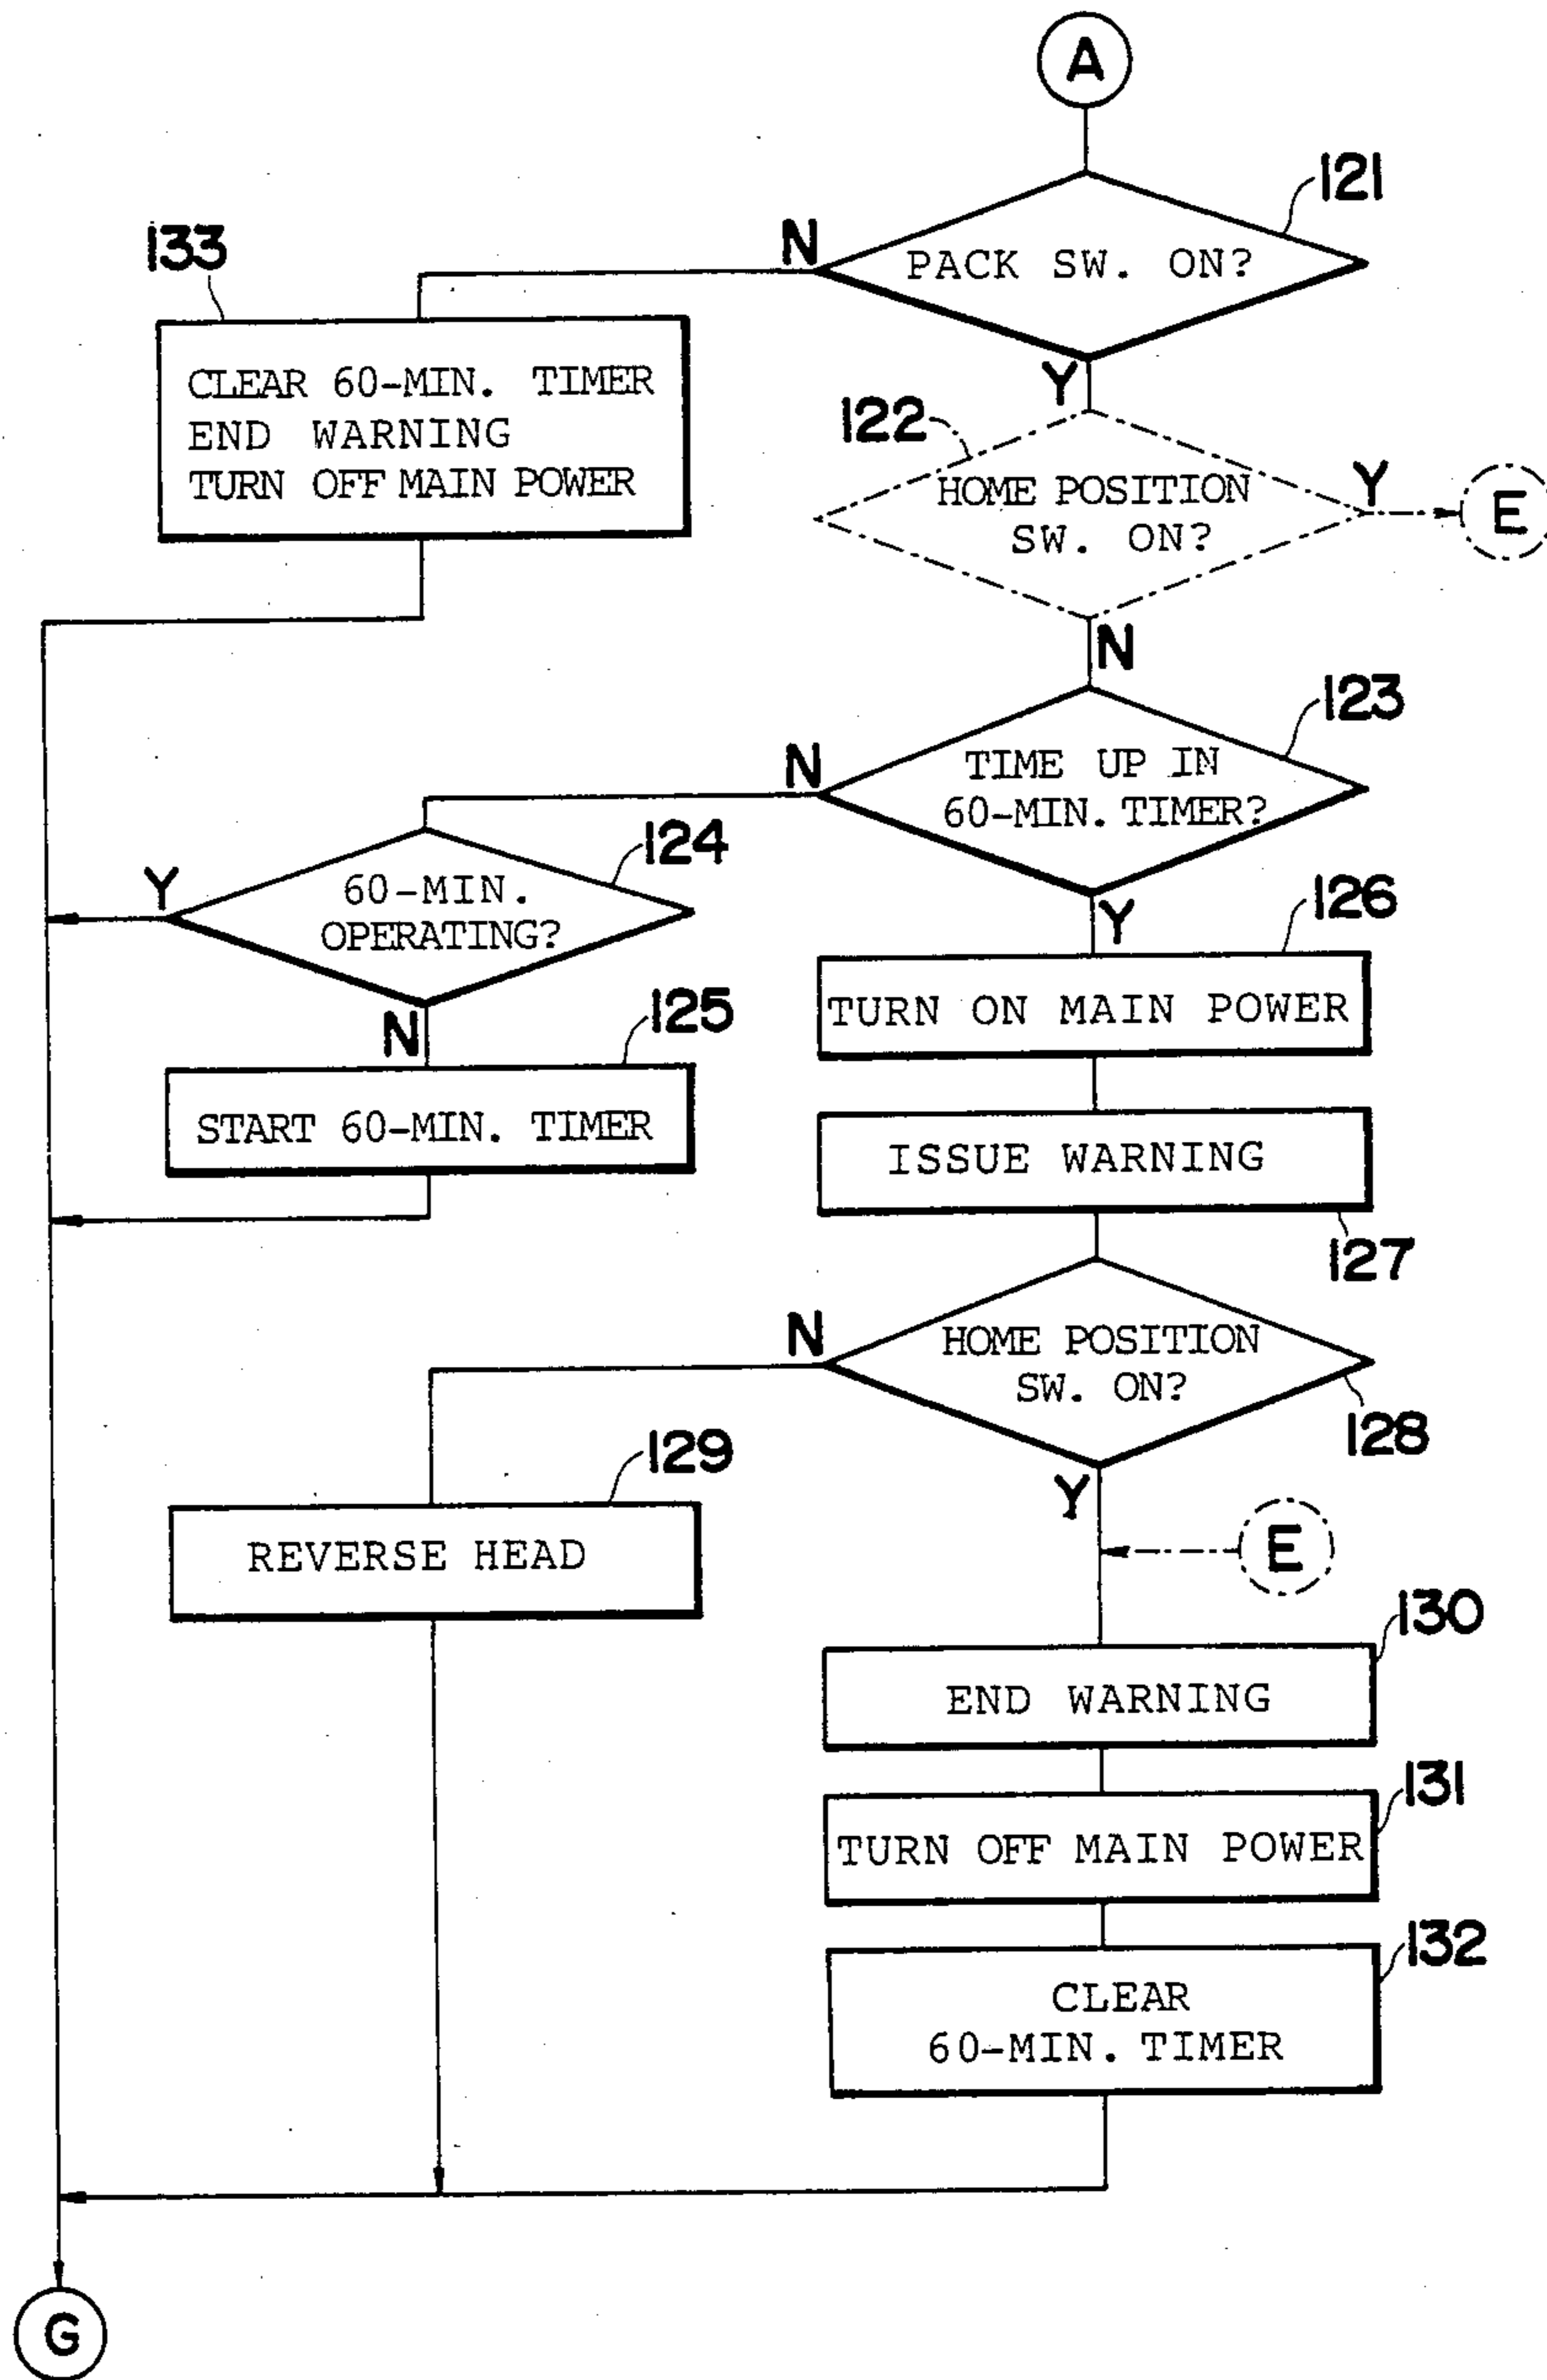 A
121
N
PACK SW. ON?
133
CLEAR 60-MIN. TIMER
END WARNING
TURN OFF MAIN POWER
Y
122
HOME POSITION
SW. ON?
Y
E
N
123
N
TIME UP IN
60-MIN. TIMER?
124
Y
60-MIN.
OPERATING?
Y
126
TURN ON MAIN POWER
N
125
START 60-MIN. TIMER
ISSUE WARNING
127
N
HOME POSITION
SW. ON?
128
129
REVERSE HEAD
Y
E
130
END WARNING
131
TURN OFF MAIN POWER
132
CLEAR
60-MIN. TIMER
G